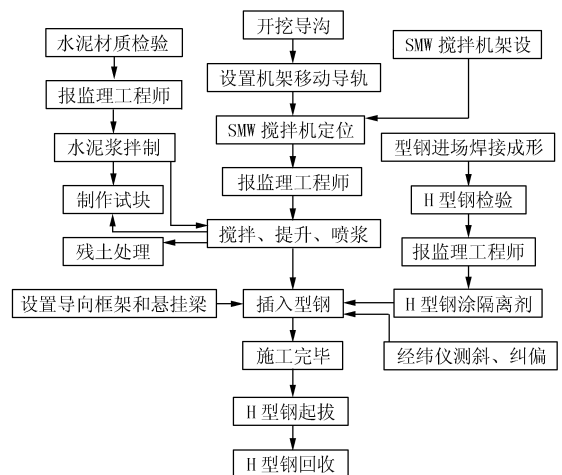 开挖导沟
水泥材质检验
SMW 搅拌机架设
设置机架移动导轨
报监理工程师
SMW 搅拌机定位
水泥浆拌制
型钢进场焊接成形
报监理工程师
制作试块
H 型钢检验
搅拌、提升、喷浆
残土处理
报监理工程师
设置导向框架和悬挂梁
插入型钢
H 型钢涂隔离剂
施工完毕
经纬仪测斜、纠偏
H 型钢起拔
H 型钢回收